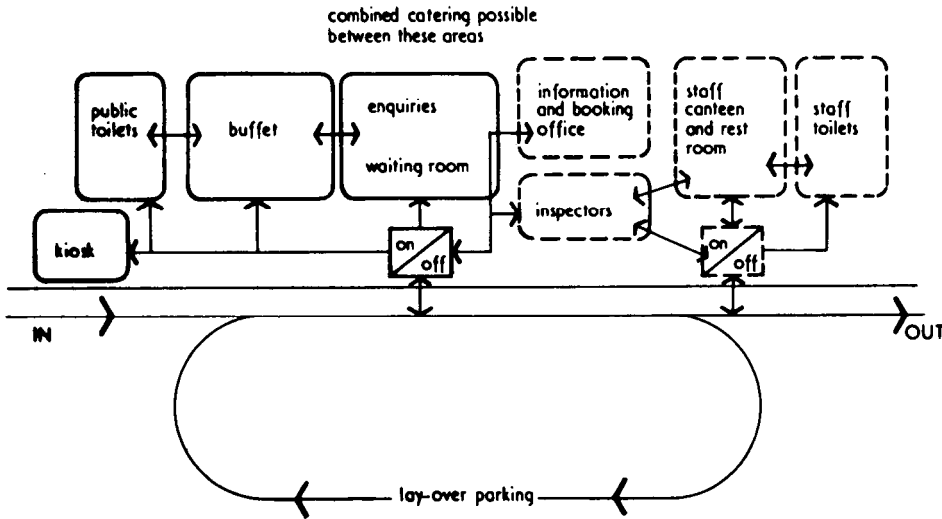 combined catering possible
between these areas
public
toilets
buffet
enquiries
waiting room
information
and booking
office
staff
canteen
and rest
room
staff
toilets
inspectors
kiosk
on
off
on
off
IN
OUT
lay-over parking